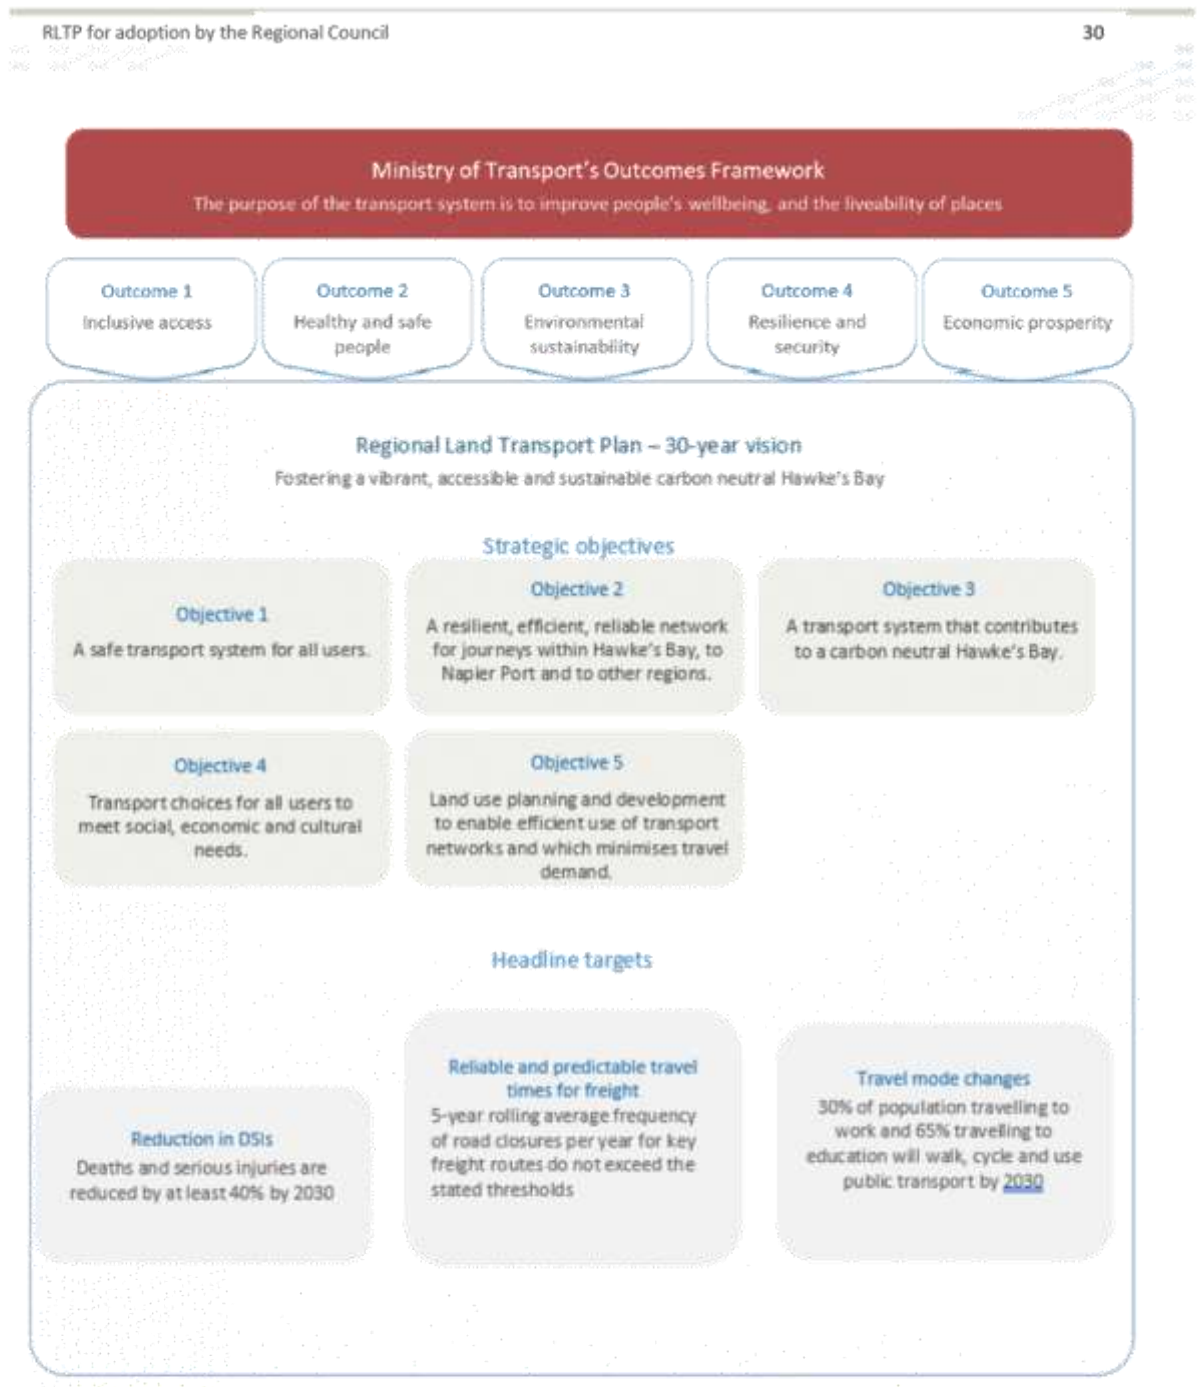 RLTP for adoption by the Regional Council
30
Ministry of Transport's Outcomes Framework
The purpose of the transport system is to improve people's wellbeing, and the liveability of places
Outcome 1
Inclusive access
Outcome 2
Healthy and safe
people
Outcome 3
Environmental
sustainability
Outcome 4
Resilience and
security
Outcome 5
Economic prosperity
Regional Land Transport Plan – 30-year vision
Fostering a vibrant, accessible and sustainable carbon neutral Hawke's Bay
Strategic objectives
Objective 1
A safe transport system for all users.
Objective 2
A resilient, efficient, reliable network
for journeys within Hawke's Bay, to
Napier Port and to other regions.
Objective 3
A transport system that contributes
to a carbon neutral Hawke's Bay.
Objective 4
Transport choices for all users to
meet social, economic and cultural
needs.
Objective 5
Land use planning and development
to enable efficient use of transport
networks and which minimises travel
demand.
Headline targets
Reduction in DSIs
Deaths and serious injuries are
reduced by at least 40% by 2030
Reliable and predictable travel
times for freight
5-year rolling average frequency
of road closures per year for key
freight routes do not exceed the
stated thresholds
Travel mode changes
30% of population travelling to
work and 65% travelling to
education will walk, cycle and use
public transport by 2030